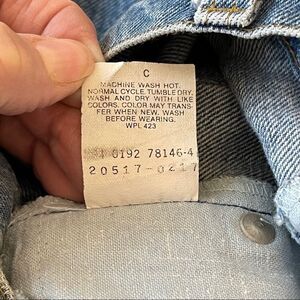 C
MACHINE WASH HOT.
NORMAL CYCLE. TUMBLE DRY.
WASH AND DRY WITH LIKE
COLORS. COLOR MAY TRANS-
FER WHEN NEW. WASH
BEFORE WEARING.
WPL 423
0192 78146-4
20517-0217